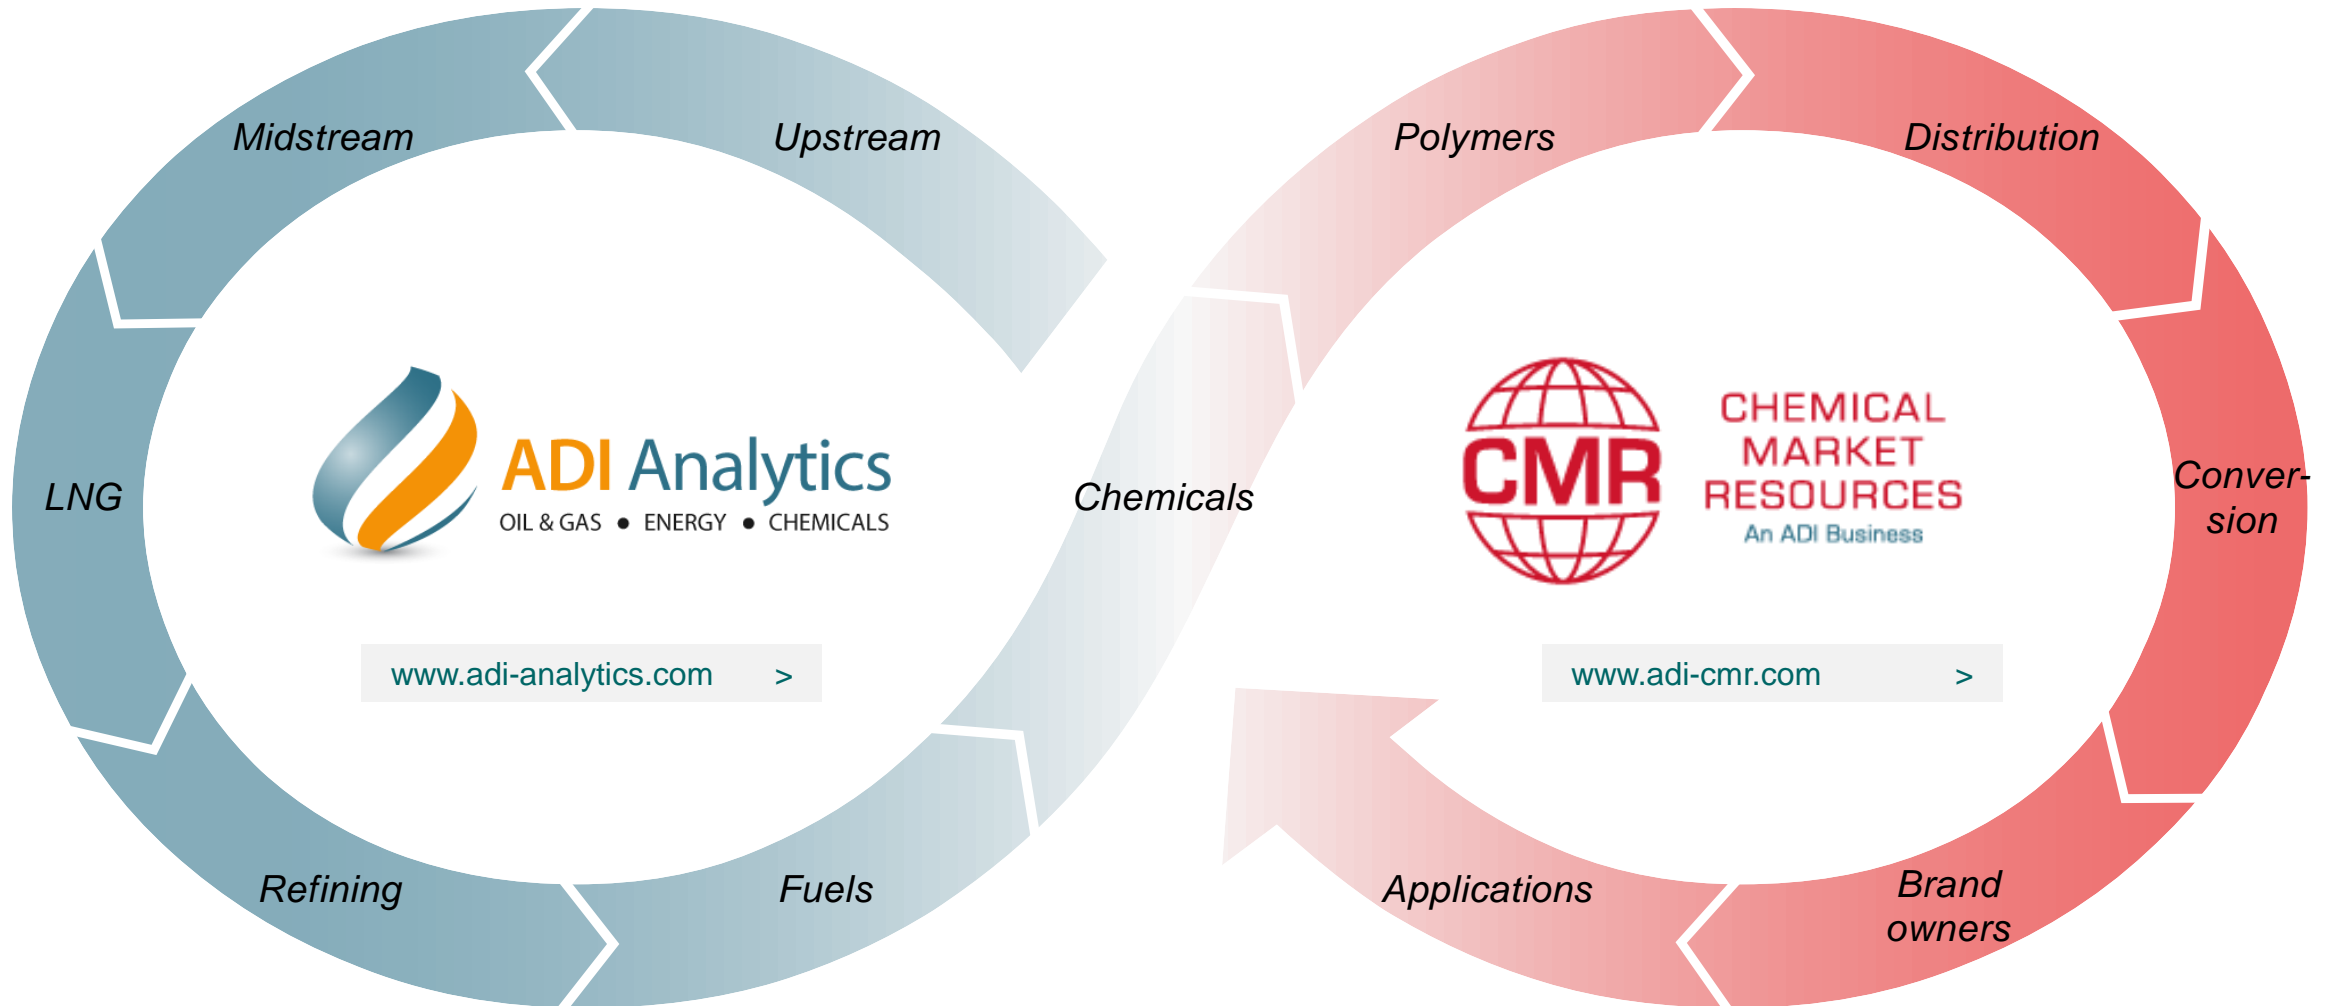 Midstream
Upstream
Polymers
Distribution
LNG
ADI Analytics
OIL & GAS ● ENERGY ● CHEMICALS
Chemicals
CMR
CHEMICAL
MARKET
RESOURCES
An ADI Business
Conver-
sion
www.adi-analytics.com >
www.adi-cmr.com >
Refining
Fuels
Applications
Brand
owners